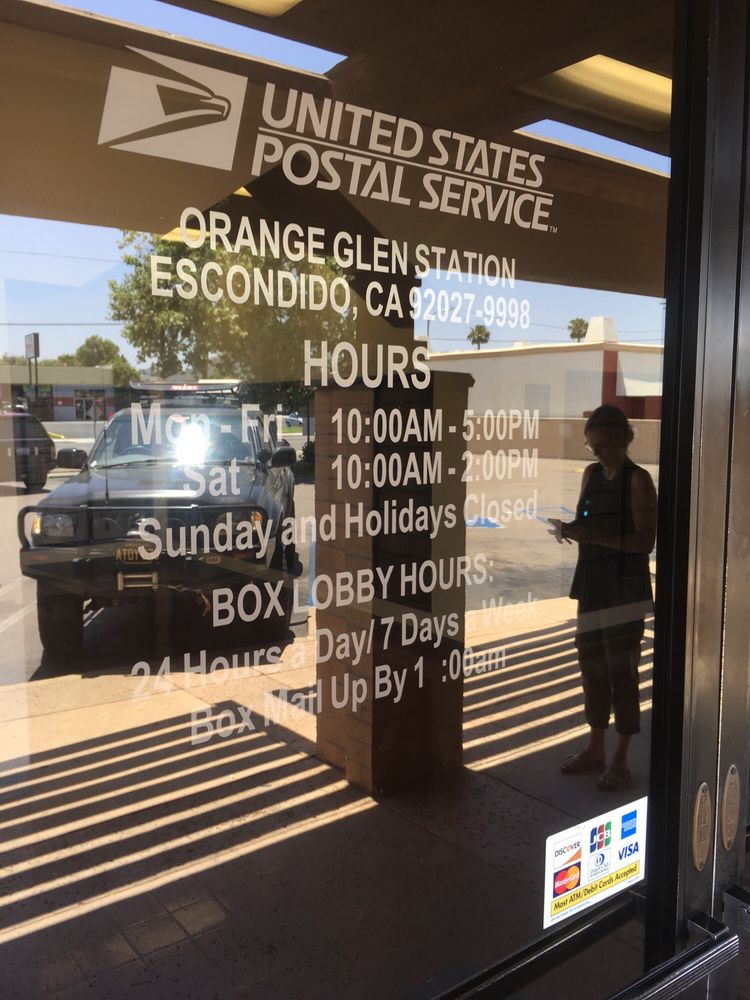 UNITED STATES
POSTAL SERVICE™
ORANGE GLEN STATION
ESCONDIDO, CA 92027-9998
HOURS
Mon - Fri 10:00AM - 5:00PM
Sat 10:00AM - 2:00PM
Sunday and Holidays Closed
BOX LOBBY HOURS:
24 Hours a Day/ 7 Days a Week
Box Mail Up By 1 :00am
DISCOVER JCB
MasterCard VISA
Most ATM/Debit Cards Accepted